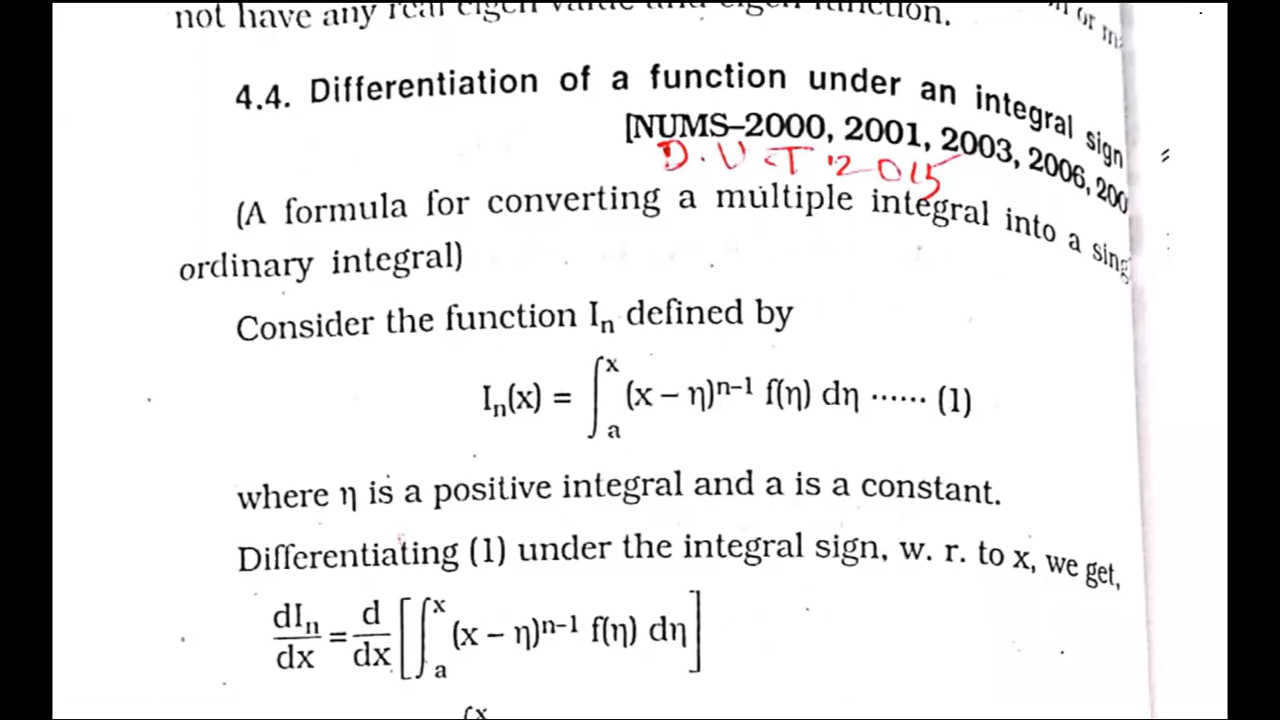 not have any real eigen value and eigen function.
4.4. Differentiation of a function under an integral sign
[NUMS–2000, 2001, 2003, 2006, 200
D.U CT '2015
(A formula for converting a multiple integral into a sing
ordinary integral)
Consider the function Iₙ defined by
Iₙ(x) = ∫ₐˣ (x – η)ⁿ⁻¹ f(η) dη ...... (1)
where η is a positive integral and a is a constant.
Differentiating (1) under the integral sign, w. r. to x, we get,
dIₙ/dx = d/dx [∫ₐˣ (x – η)ⁿ⁻¹ f(η) dη]
∫ˣ